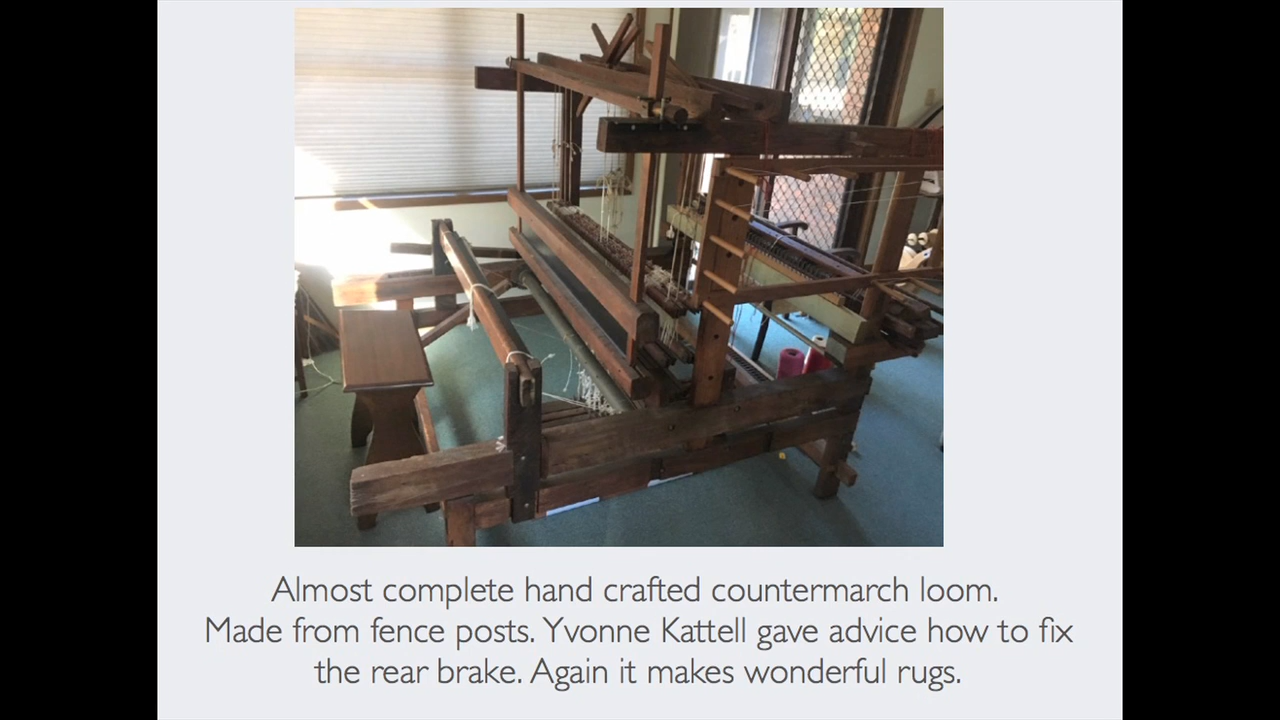 Almost complete hand crafted countermarch loom.
Made from fence posts. Yvonne Kattell gave advice how to fix
the rear brake. Again it makes wonderful rugs.